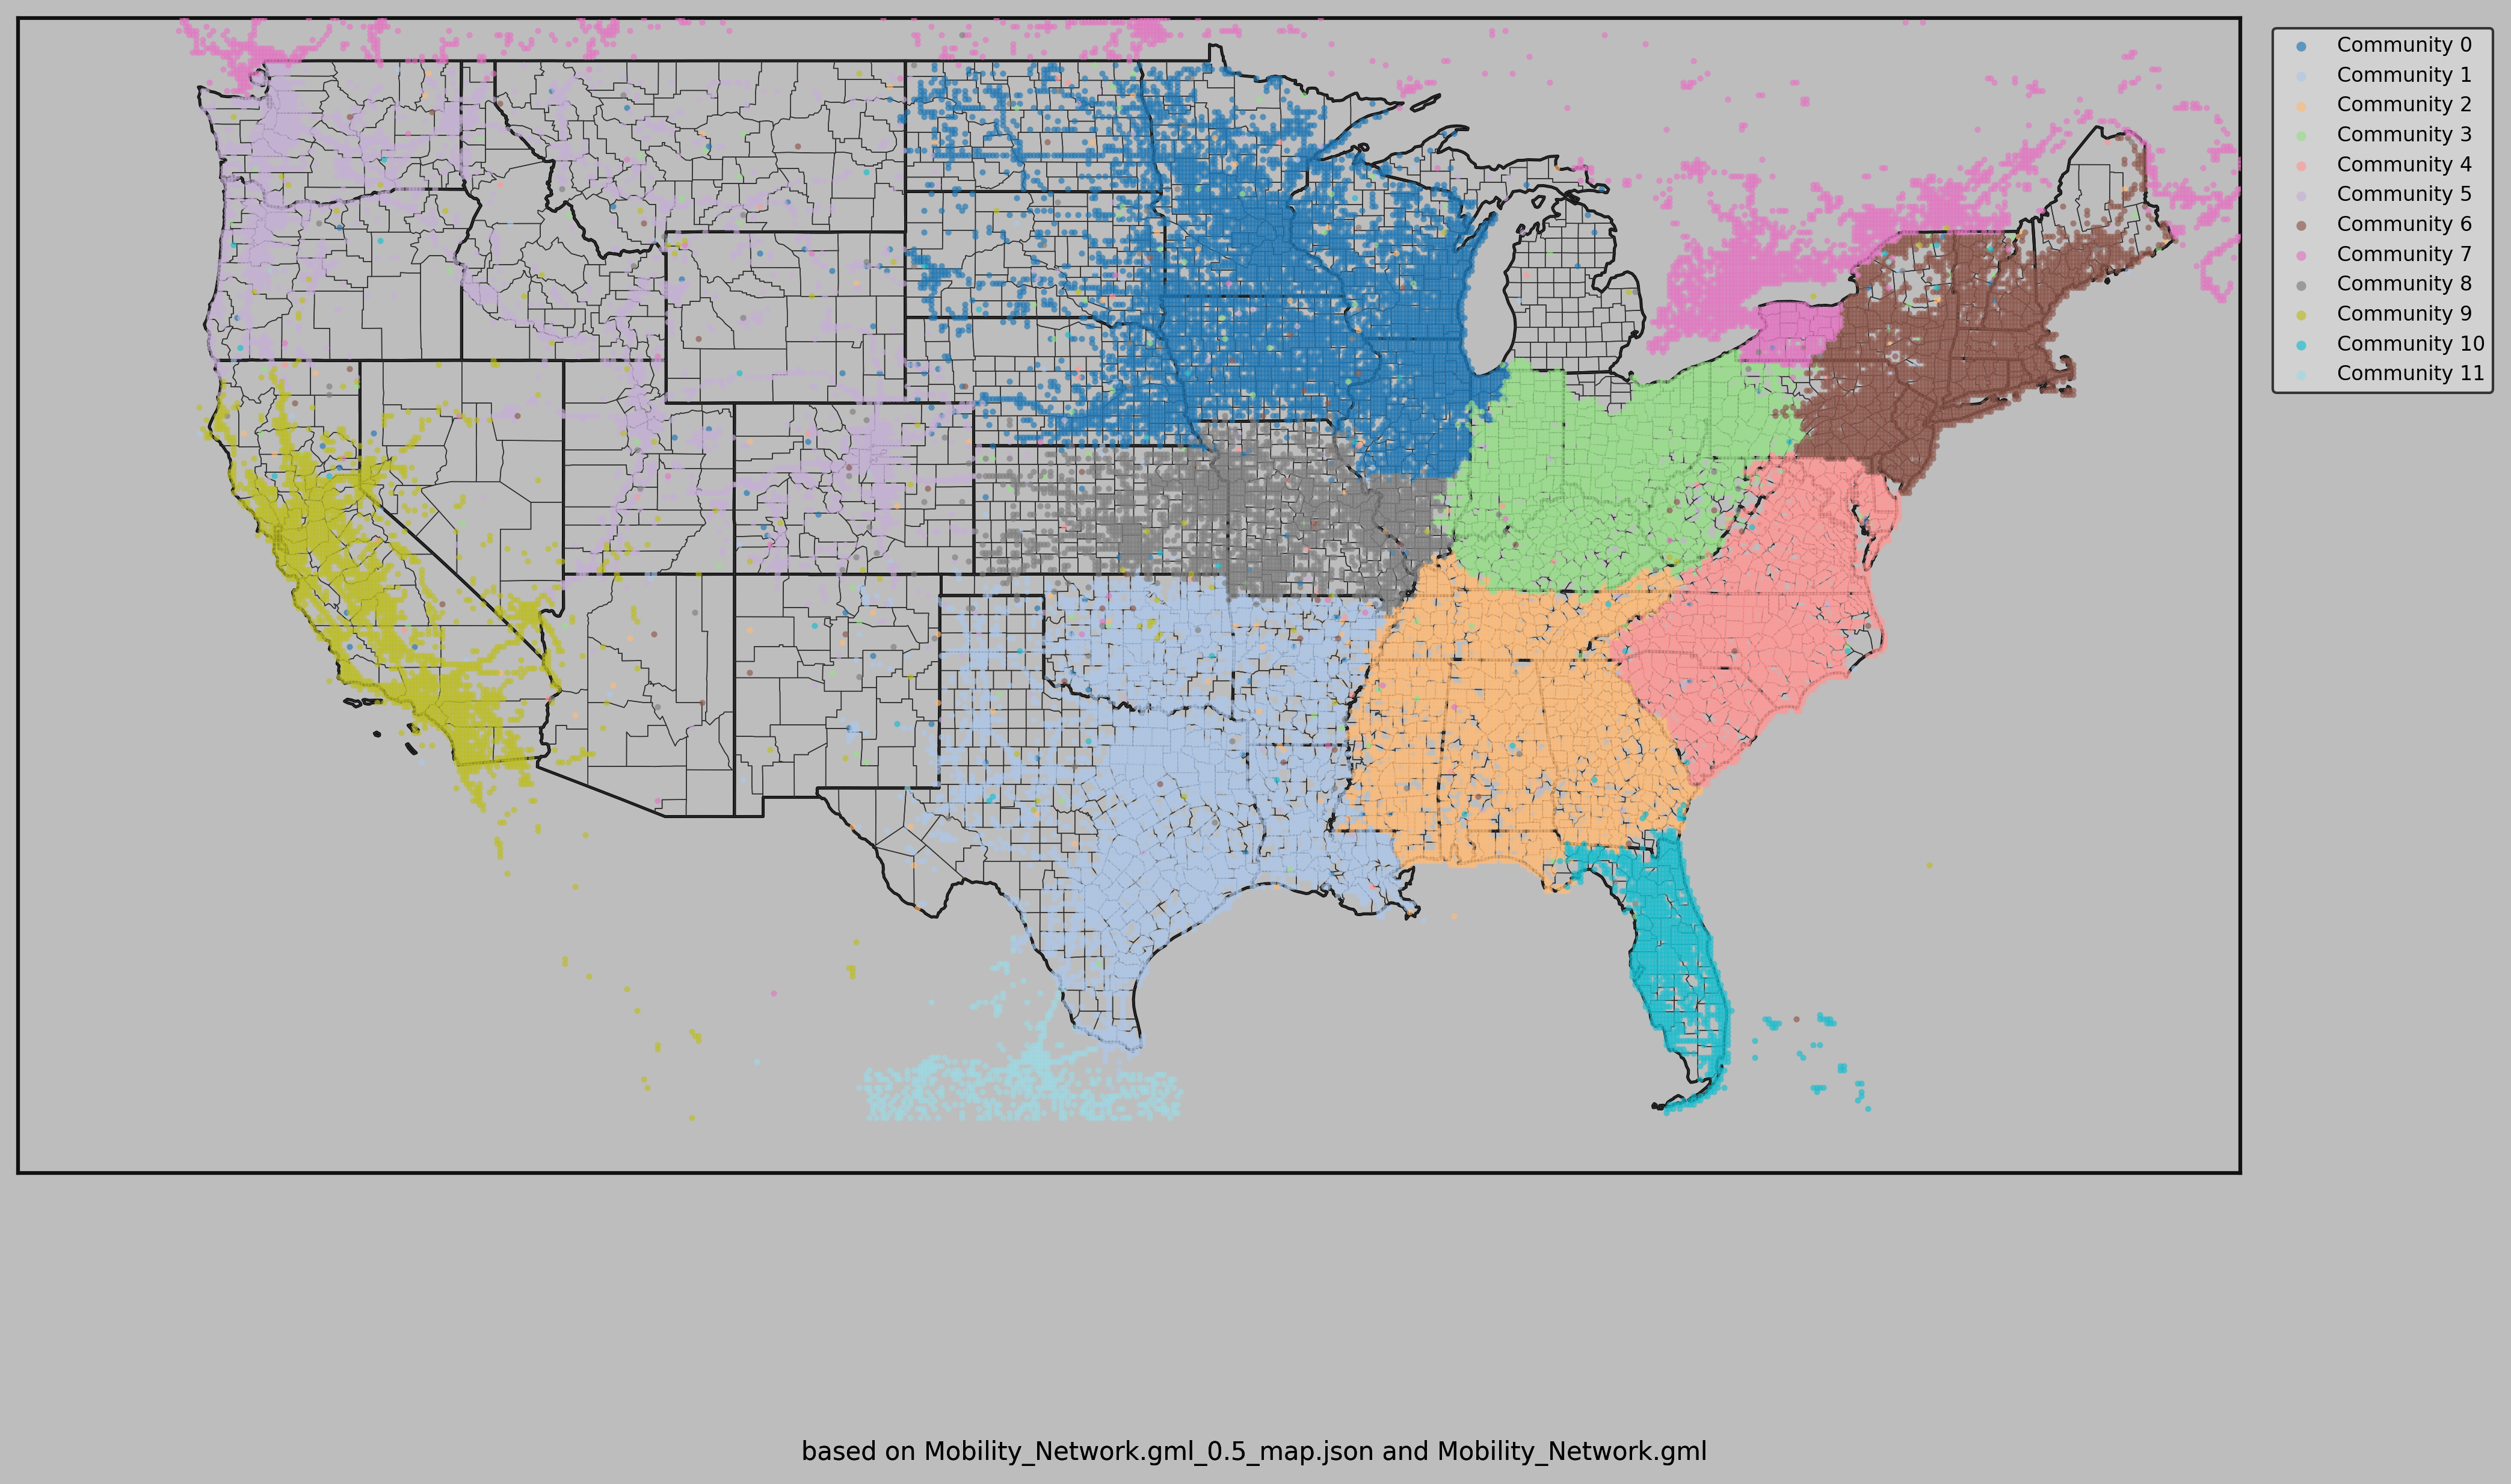 Community 0
Community 1
Community 2
Community 3
Community 4
Community 5
Community 6
Community 7
Community 8
Community 9
Community 10
Community 11
based on Mobility_Network.gml_0.5_map.json and Mobility_Network.gml